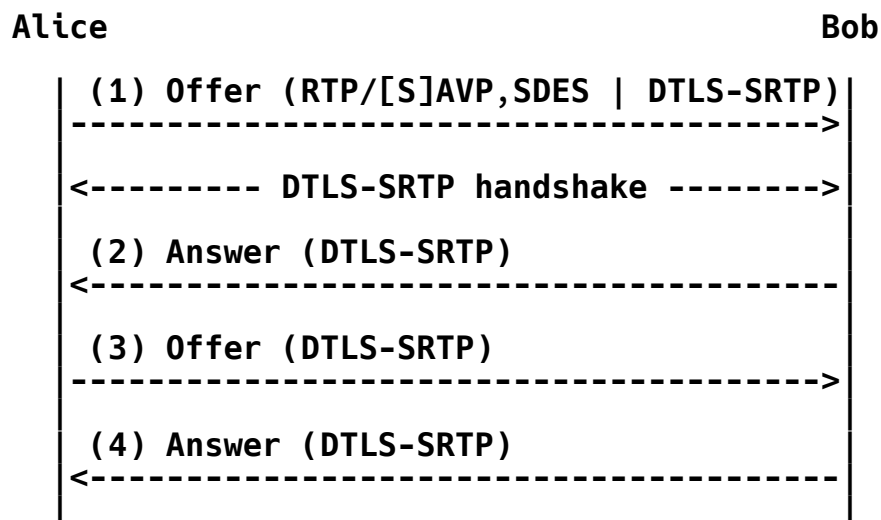 Alice Bob
| (1) Offer (RTP/[S]AVP,SDES | DTLS-SRTP)|
|--------------------------------------->|
|<--------- DTLS-SRTP handshake -------->|
| (2) Answer (DTLS-SRTP) |
|<---------------------------------------|
| (3) Offer (DTLS-SRTP) |
|--------------------------------------->|
| (4) Answer (DTLS-SRTP) |
|<---------------------------------------|